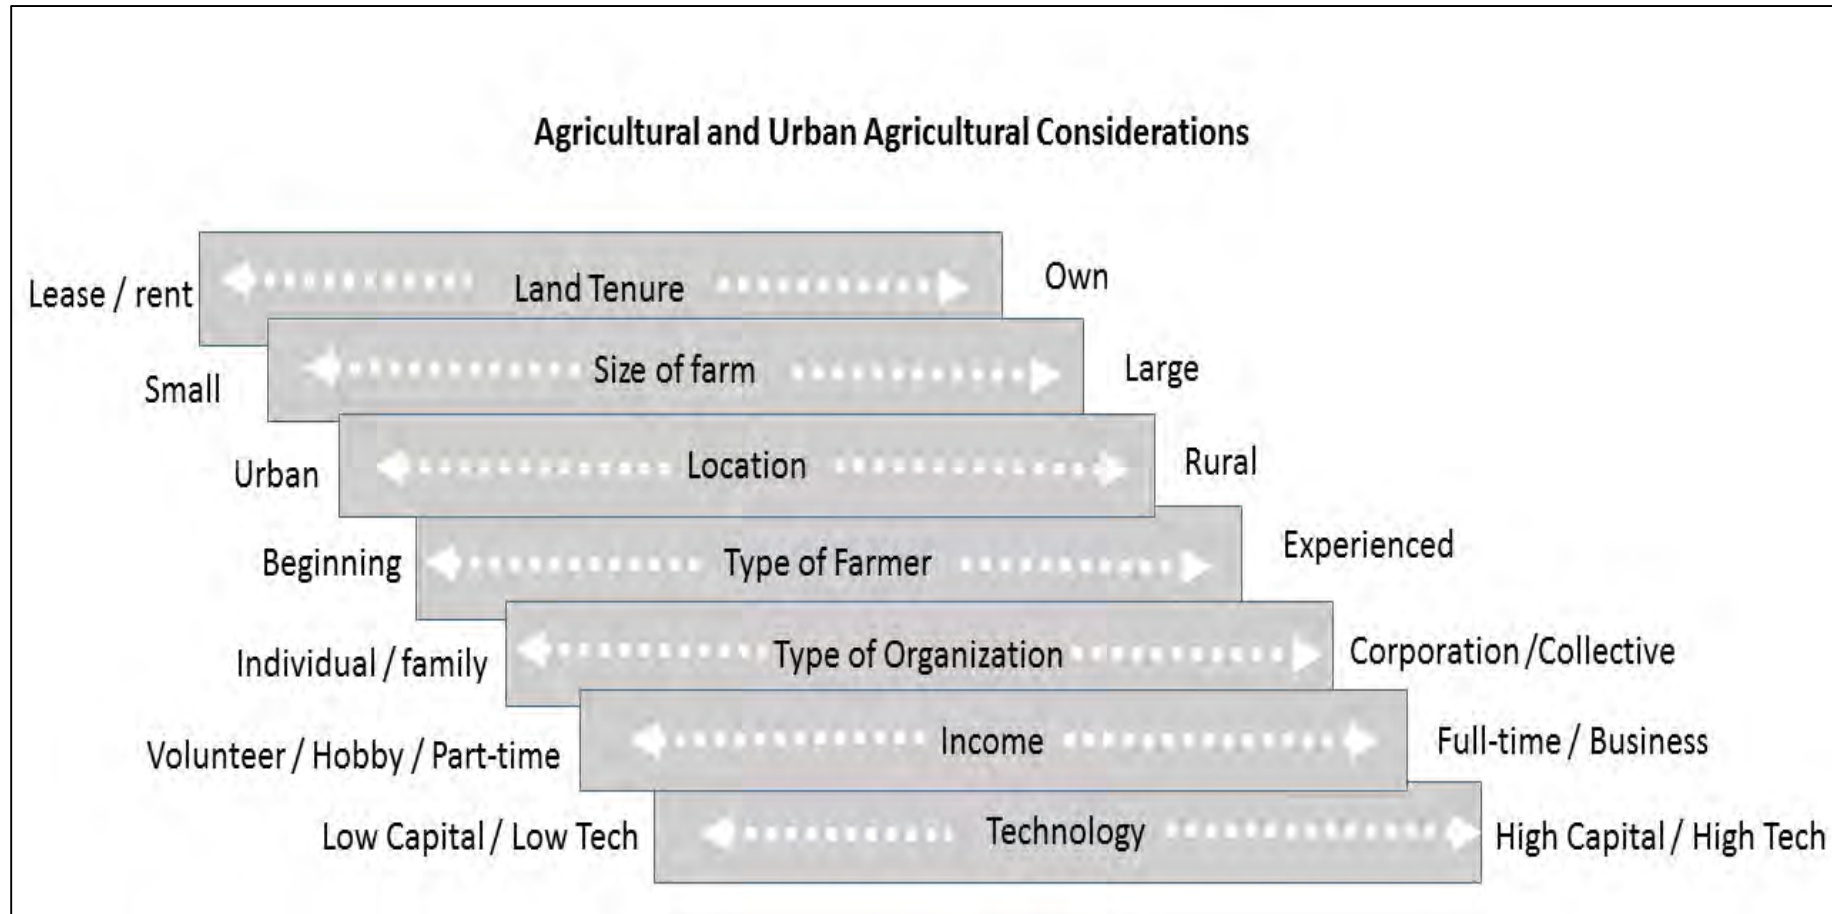 Agricultural and Urban Agricultural Considerations
Lease / rent
Land Tenure
Own
Small
Size of farm
Large
Urban
Location
Rural
Beginning
Type of Farmer
Experienced
Individual / family
Type of Organization
Corporation /Collective
Volunteer / Hobby / Part-time
Income
Full-time / Business
Low Capital / Low Tech
Technology
High Capital / High Tech